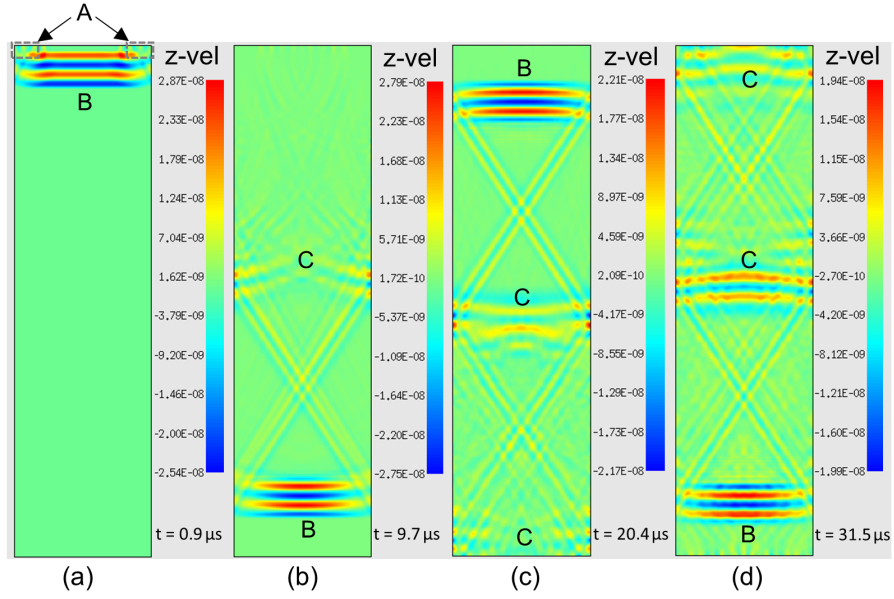 A
z-vel
2.87E-08
2.33E-08
1.79E-08
1.24E-08
7.04E-09
1.62E-09
-3.79E-09
-9.20E-09
-1.46E-08
-2.00E-08
-2.54E-08
B
t = 0.9 μs
(a)
z-vel
2.79E-08
2.23E-08
1.68E-08
1.13E-08
5.71E-09
1.72E-10
-5.37E-09
-1.09E-08
-1.64E-08
-2.20E-08
-2.75E-08
C
B
t = 9.7 μs
(b)
z-vel
2.21E-08
1.77E-08
1.34E-08
8.97E-09
4.59E-09
2.09E-10
-4.17E-09
-8.55E-09
-1.29E-08
-1.73E-08
-2.17E-08
B
C
C
t = 20.4 μs
(c)
z-vel
1.94E-08
1.54E-08
1.15E-08
7.59E-09
3.66E-09
-2.70E-10
-4.20E-09
-8.12E-09
-1.21E-08
-1.60E-08
-1.99E-08
C
C
B
t = 31.5 μs
(d)